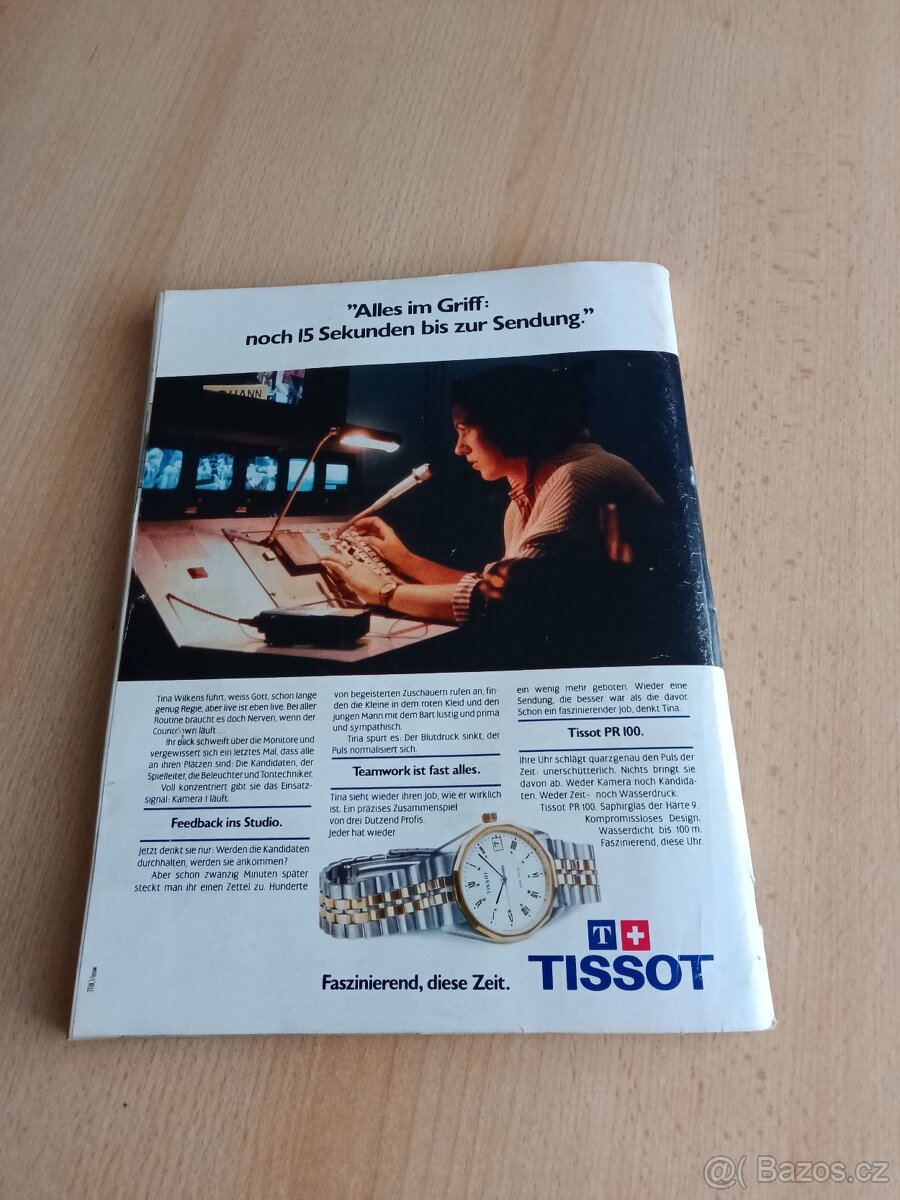 "Alles im Griff:
noch 15 Sekunden bis zur Sendung."
Tina Wilkens führt, weiss Gott, schon lange
genug Regie, aber live ist eben live. Bei aller
Routine braucht es doch Nerven, wenn der
Countdown läuft ...
Ihr Blick schweift über die Monitore und
vergewissert sich ein letztes Mal, dass alle
an ihren Plätzen sind: Die Kandidaten, der
Spielleiter, die Beleuchter und Tontechniker.
Voll konzentriert gibt sie das Einsatz-
signal: Kamera 1 läuft.
Feedback ins Studio.
Jetzt denkt sie nur: Werden die Kandidaten
durchhalten, werden sie ankommen?
Aber schon zwanzig Minuten später
steckt man ihr einen Zettel zu. Hunderte
von begeisterten Zuschauern rufen an, fin-
den die Kleine in dem roten Kleid und den
jungen Mann mit dem Bart lustig und prima
und sympathisch.
Tina spürt es: Der Blutdruck sinkt, der
Puls normalisiert sich.
Teamwork ist fast alles.
Tina sieht wieder ihren Job, wie er wirklich
ist. Ein präzises Zusammenspiel
von drei Dutzend Profis.
Jeder hat wieder
ein wenig mehr geboten. Wieder eine
Sendung, die besser war als die davor.
Schon ein faszinierender Job, denkt Tina.
Tissot PR 100.
Ihre Uhr schlägt quarzgenau den Puls der
Zeit: unerschütterlich. Nichts bringt sie
davon ab. Weder Kamera noch Kandida-
ten. Weder Zeit- noch Wasserdruck.
Tissot PR 100. Saphirglas der Härte 9.
Kompromissloses Design.
Wasserdicht bis 100 m.
Faszinierend, diese Uhr.
TISSOT
7
T
Faszinierend, diese Zeit.
TISSOT
@( Bazos.cz